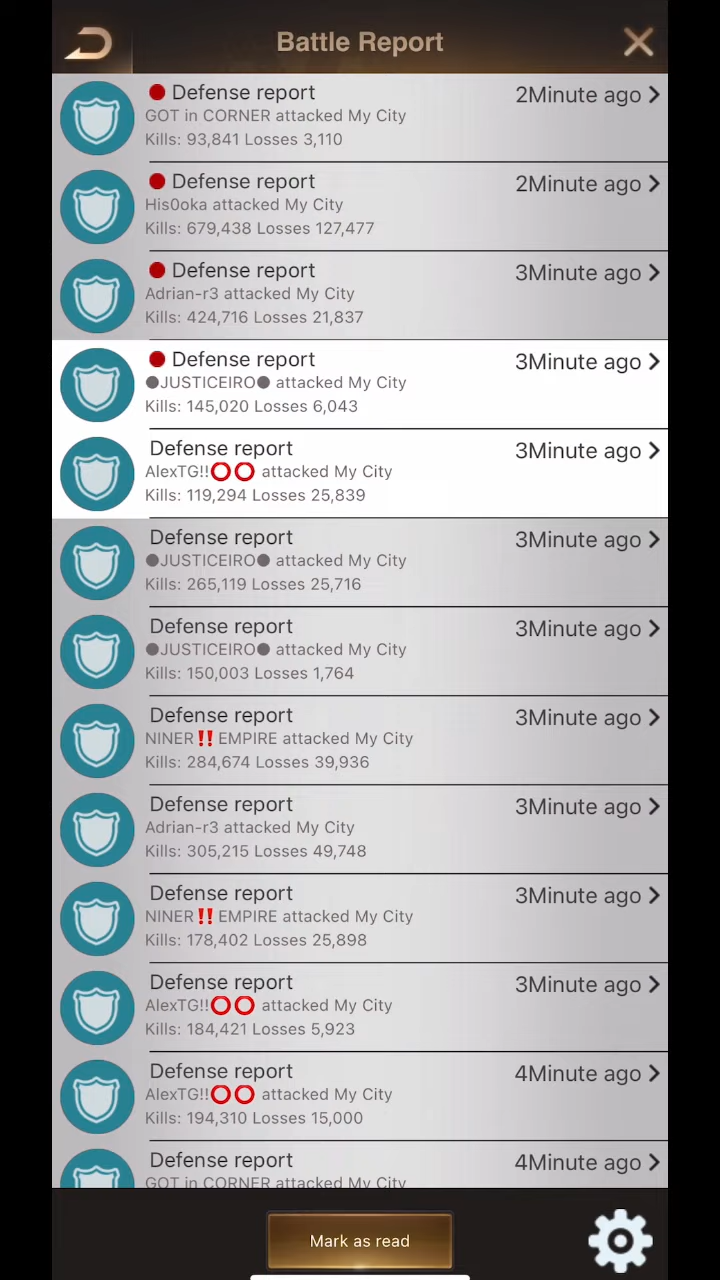 Battle Report
Defense report
2Minute ago
GOT in CORNER attacked My City
Kills: 93,841 Losses 3,110
Defense report
2Minute ago
His0oka attacked My City
Kills: 679,438 Losses 127,477
Defense report
3Minute ago
Adrian-r3 attacked My City
Kills: 424,716 Losses 21,837
Defense report
3Minute ago
●JUSTICEIRO● attacked My City
Kills: 145,020 Losses 6,043
Defense report
3Minute ago
AlexTG!!⭕⭕ attacked My City
Kills: 119,294 Losses 25,839
Defense report
3Minute ago
●JUSTICEIRO● attacked My City
Kills: 265,119 Losses 25,716
Defense report
3Minute ago
●JUSTICEIRO● attacked My City
Kills: 150,003 Losses 1,764
Defense report
3Minute ago
NINER‼️EMPIRE attacked My City
Kills: 284,674 Losses 39,936
Defense report
3Minute ago
Adrian-r3 attacked My City
Kills: 305,215 Losses 49,748
Defense report
3Minute ago
NINER‼️EMPIRE attacked My City
Kills: 178,402 Losses 25,898
Defense report
3Minute ago
AlexTG!!⭕⭕ attacked My City
Kills: 184,421 Losses 5,923
Defense report
4Minute ago
AlexTG!!⭕⭕ attacked My City
Kills: 194,310 Losses 15,000
Defense report
4Minute ago
GOT in CORNER attacked My City
Mark as read